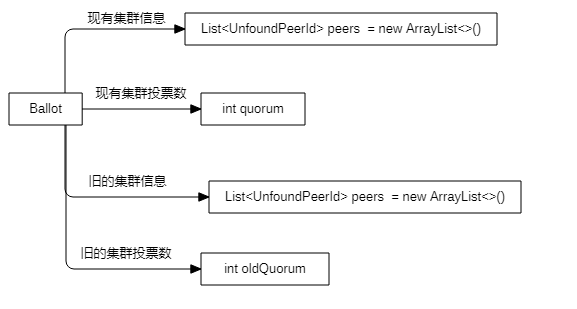 现有集群信息
List<UnfoundPeerId> peers  = new ArrayList<>()
现有集群投票数
Ballot
int quorum
旧的集群信息
List<UnfoundPeerId> peers  = new ArrayList<>()
旧的集群投票数
int oldQuorum